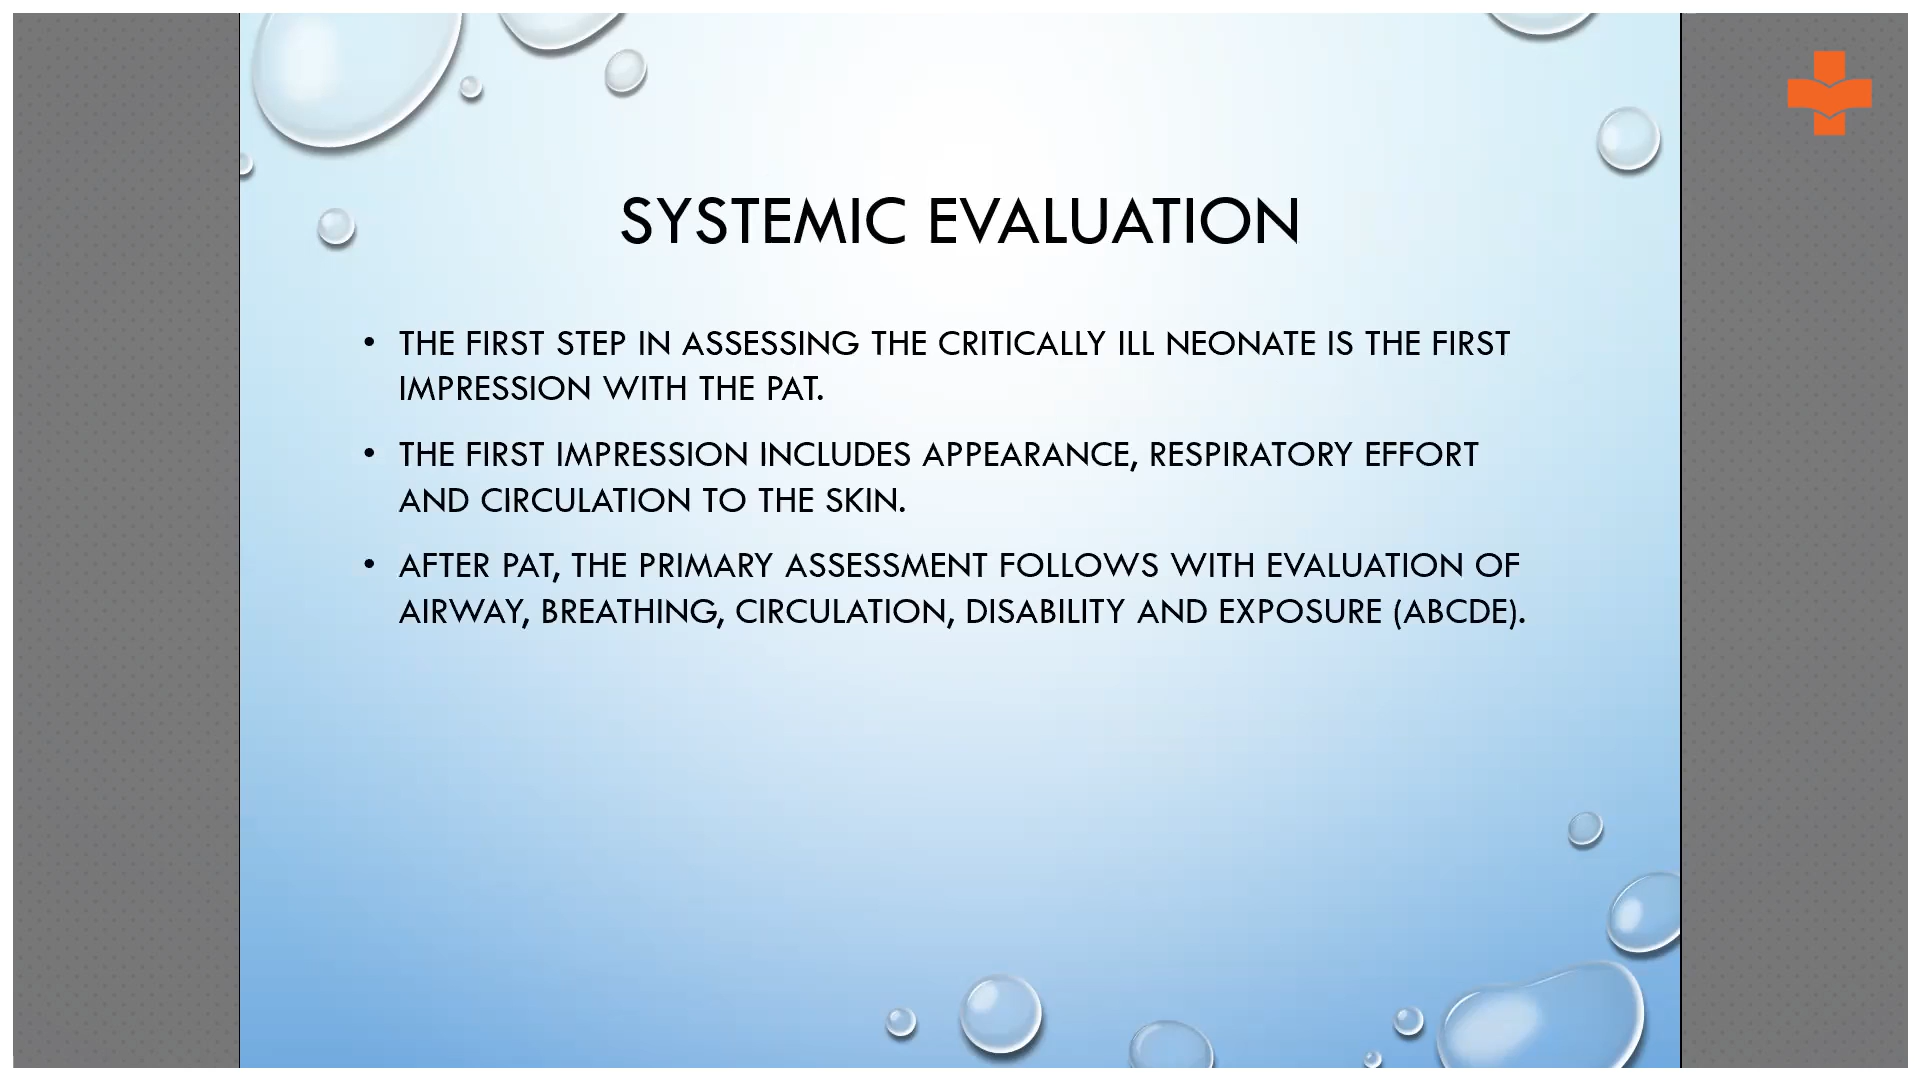 SYSTEMIC EVALUATION
• THE FIRST STEP IN ASSESSING THE CRITICALLY ILL NEONATE IS THE FIRST
IMPRESSION WITH THE PAT.
• THE FIRST IMPRESSION INCLUDES APPEARANCE, RESPIRATORY EFFORT
AND CIRCULATION TO THE SKIN.
• AFTER PAT, THE PRIMARY ASSESSMENT FOLLOWS WITH EVALUATION OF
AIRWAY, BREATHING, CIRCULATION, DISABILITY AND EXPOSURE (ABCDE).